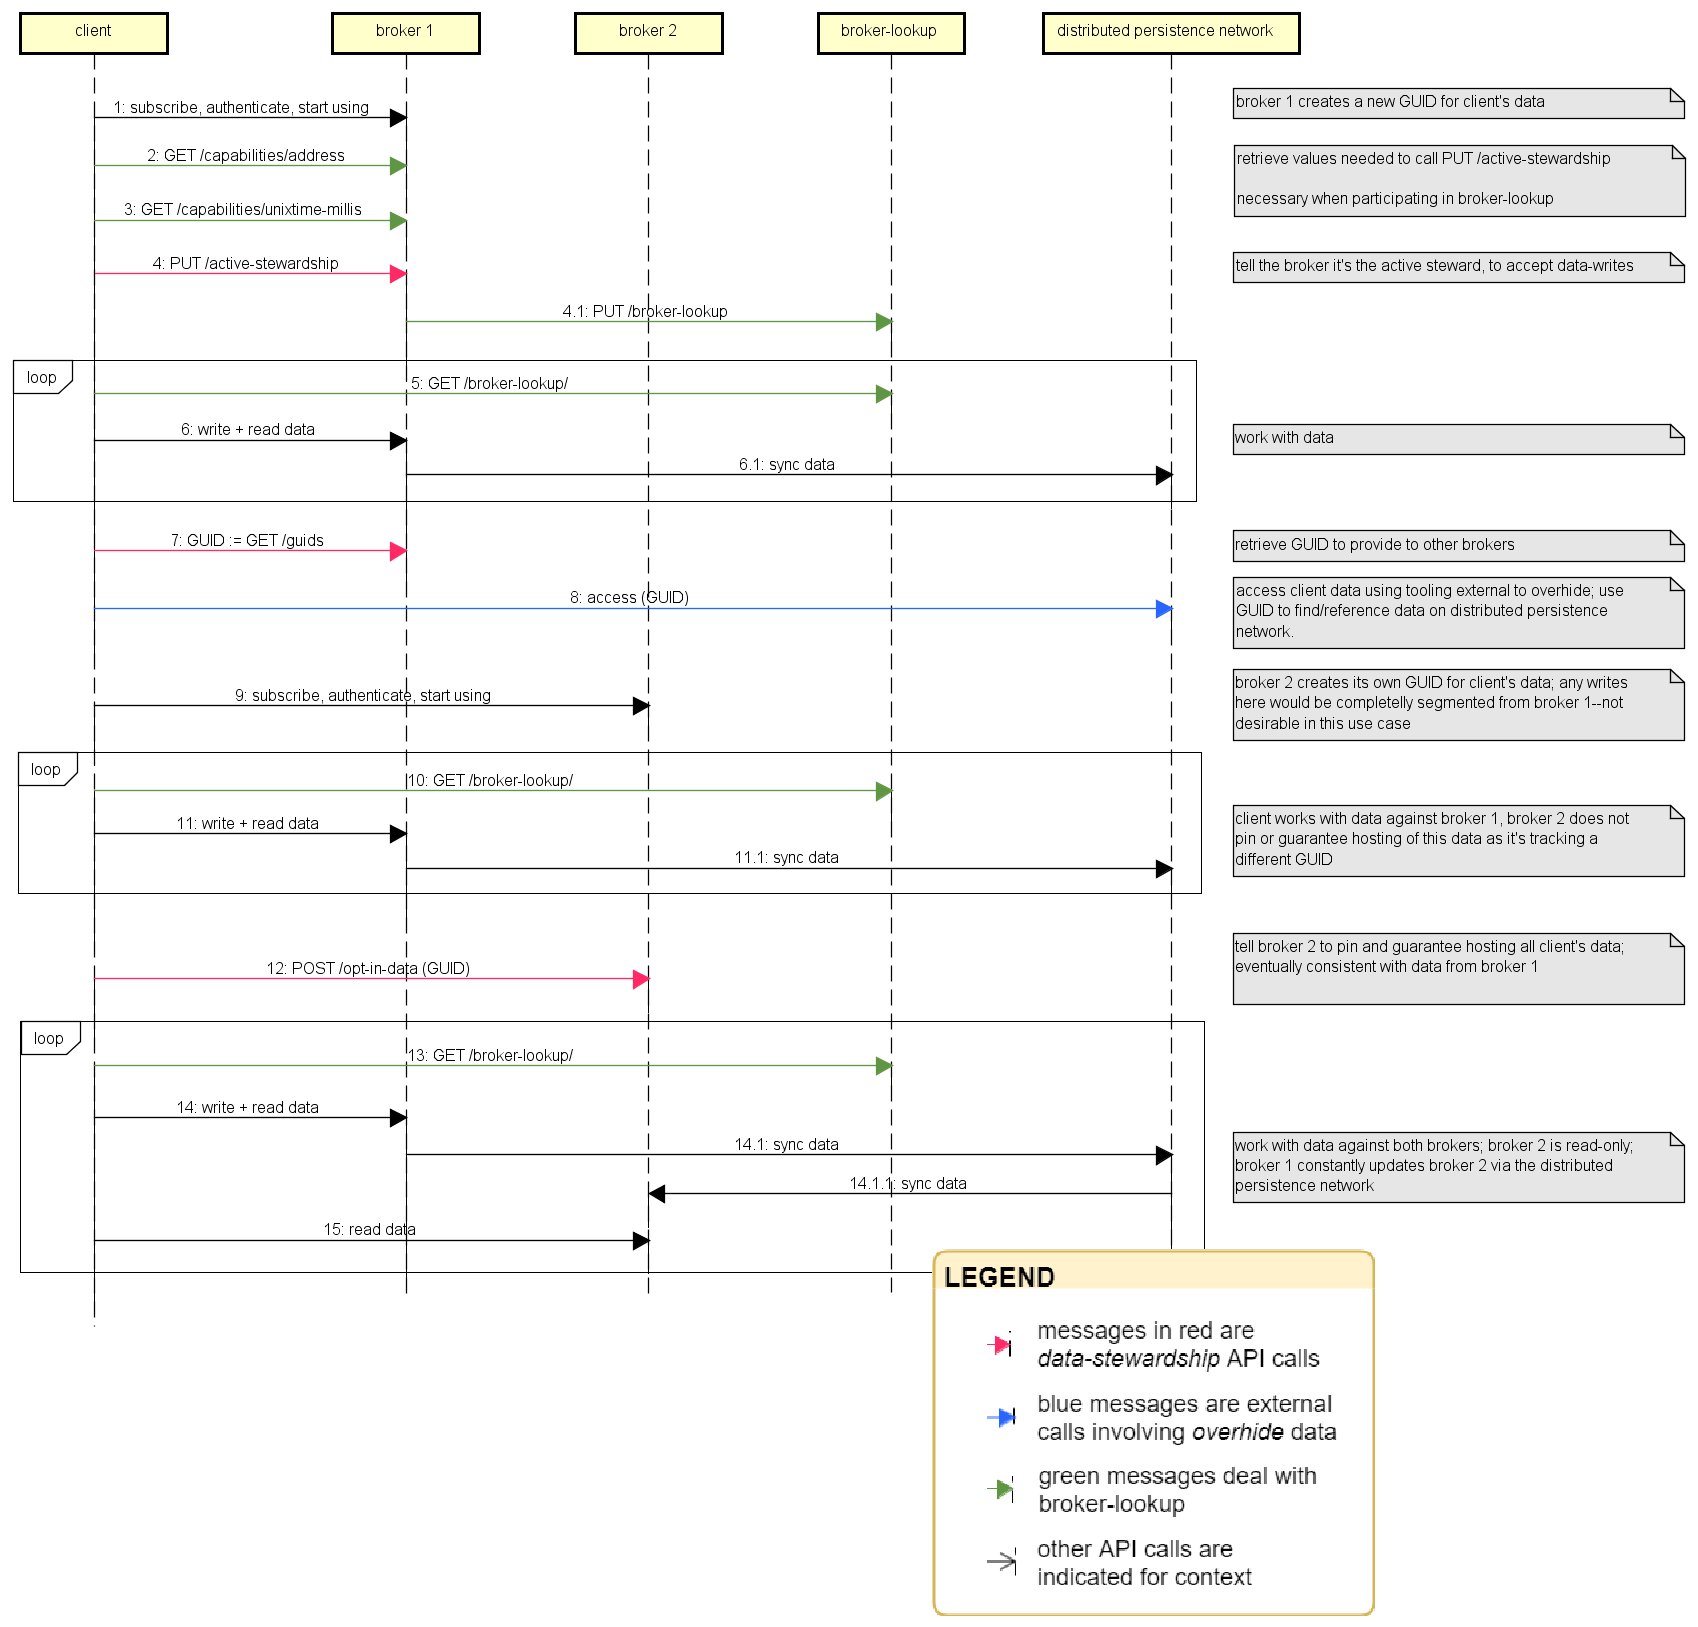 client
broker 1
broker 2
broker-lookup
distributed persistence network
1: subscribe, authenticate, start using
broker 1 creates a new GUID for client's data
2: GET /capabilities/address
retrieve values needed to call PUT /active-stewardship
necessary when participating in broker-lookup
3: GET /capabilities/unixtime-millis
4: PUT /active-stewardship
tell the broker it's the active steward, to accept data-writes
4.1: PUT /broker-lookup
loop
5: GET /broker-lookup/
6: write + read data
work with data
6.1: sync data
7: GUID := GET /guids
retrieve GUID to provide to other brokers
8: access (GUID)
access client data using tooling external to overhide; use
GUID to find/reference data on distributed persistence
network.
9: subscribe, authenticate, start using
broker 2 creates its own GUID for client's data; any writes
here would be completelly segmented from broker 1--not
desirable in this use case
loop
10: GET /broker-lookup/
11: write + read data
client works with data against broker 1, broker 2 does not
pin or guarantee hosting of this data as it's tracking a
different GUID
11.1: sync data
12: POST /opt-in-data (GUID)
tell broker 2 to pin and guarantee hosting all client's data;
eventually consistent with data from broker 1
loop
13: GET /broker-lookup/
14: write + read data
14.1: sync data
work with data against both brokers; broker 2 is read-only;
broker 1 constantly updates broker 2 via the distributed
persistence network
14.1.1: sync data
15: read data
LEGEND
messages in red are
data-stewardship API calls
blue messages are external
calls involving overhide data
green messages deal with
broker-lookup
other API calls are
indicated for context